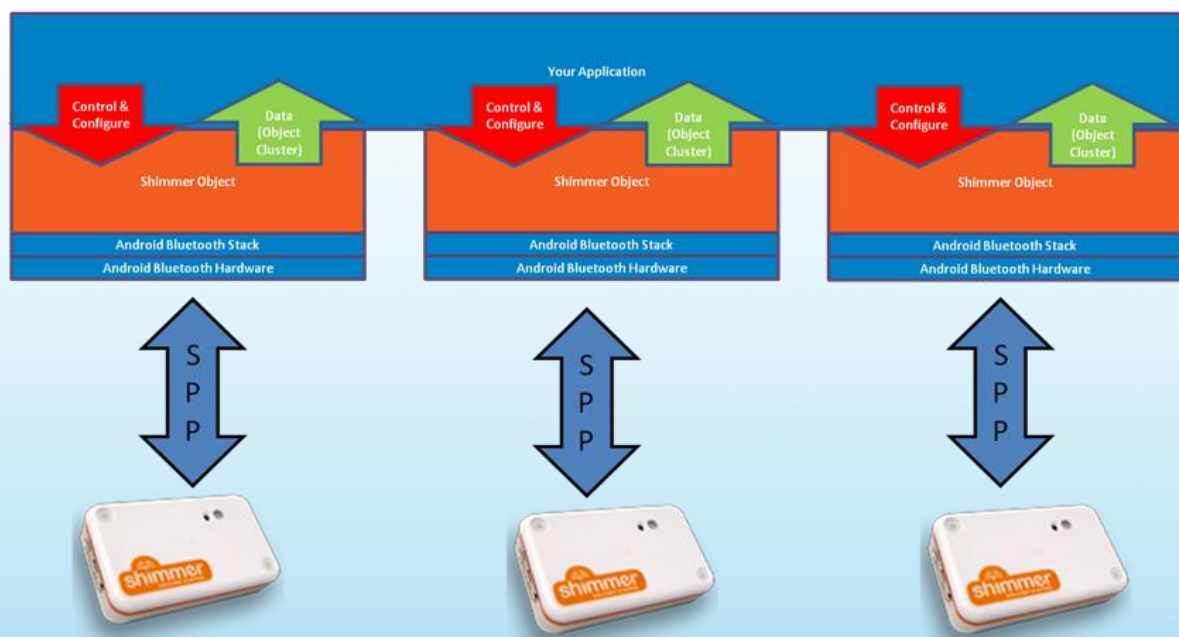 Your Application
Control &
Configure
Data
(Object
Cluster)
Shimmer Object
Android Bluetooth Stack
Android Bluetooth Hardware
Control &
Configure
Data
(Object
Cluster)
Shimmer Object
Android Bluetooth Stack
Android Bluetooth Hardware
Control &
Configure
Data
(Object
Cluster)
Shimmer Object
Android Bluetooth Stack
Android Bluetooth Hardware
S
P
P
S
P
P
S
P
P
shimmer
shimmer
shimmer